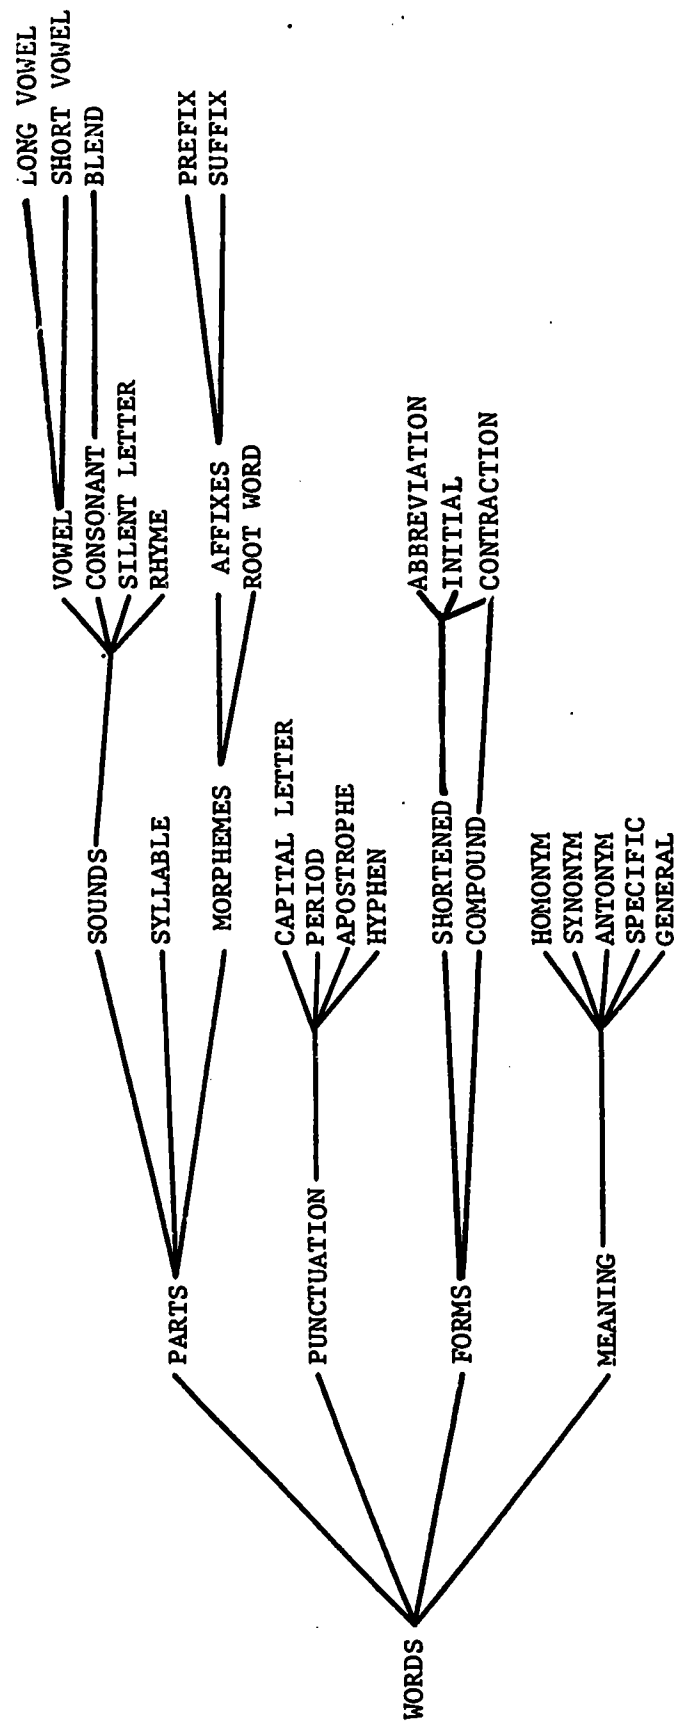 WORDS
PARTS
PUNCTUATION
FORMS
MEANING
SOUNDS
SYLLABLE
MORPHEMES
CAPITAL LETTER
PERIOD
APOSTROPHE
HYPHEN
SHORTENED
COMPOUND
HOMONYM
SYNONYM
ANTONYM
SPECIFIC
GENERAL
VOWEL
CONSONANT
SILENT LETTER
RHYME
AFFIXES
ROOT WORD
ABBREVIATION
INITIAL
CONTRACTION
LONG VOWEL
SHORT VOWEL
BLEND
PREFIX
SUFFIX